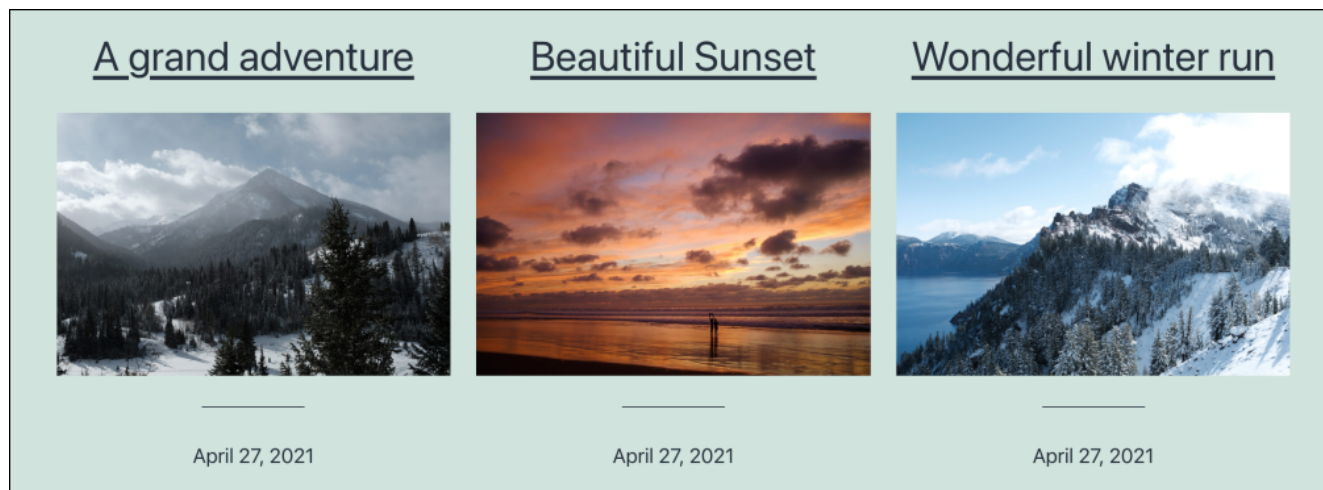 A grand adventure
Beautiful Sunset
Wonderful winter run
April 27, 2021
April 27, 2021
April 27, 2021